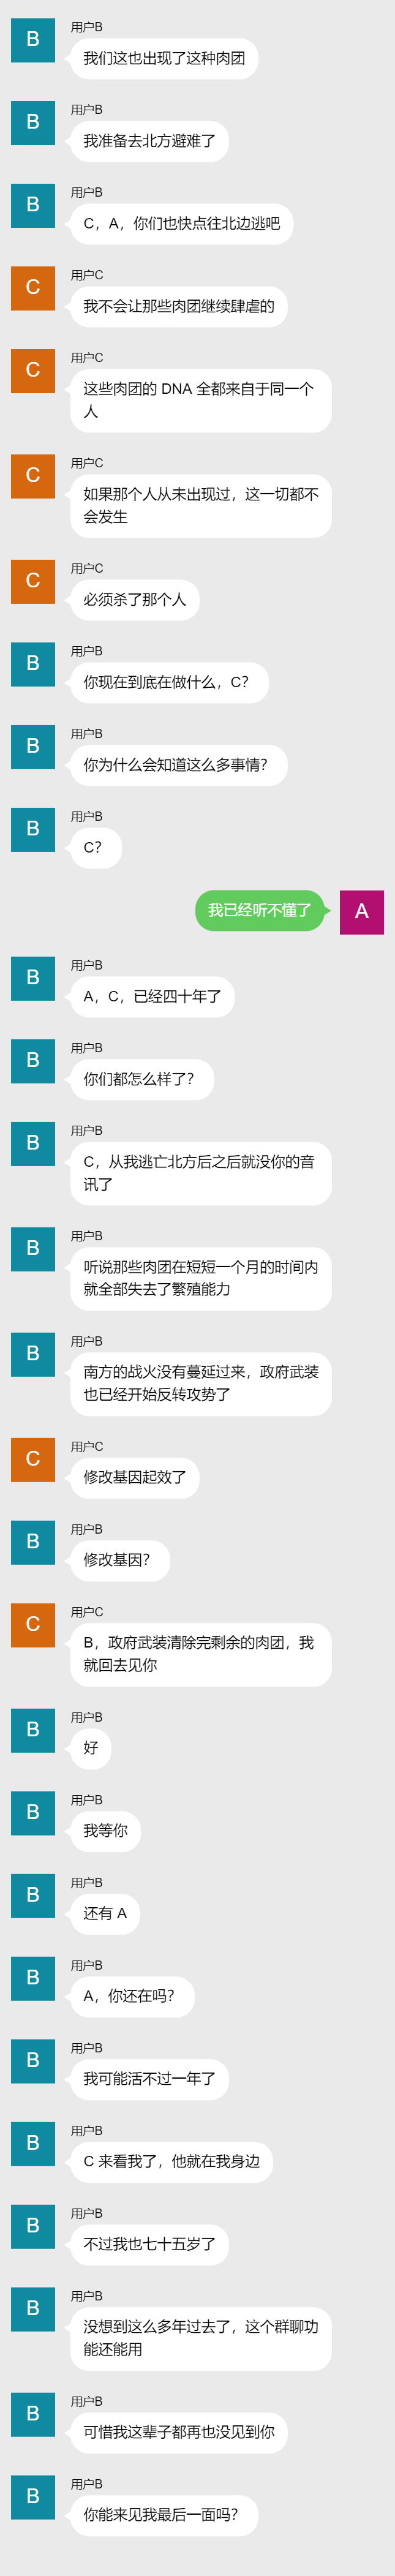 B
用户B
我们这也出现了这种肉团
B
用户B
我准备去北方避难了
B
用户B
C，A，你们也快点往北边逃吧
C
用户C
我不会让那些肉团继续肆虐的
C
用户C
这些肉团的 DNA 全都来自于同一个
人
C
用户C
如果那个人从未出现过，这一切都不
会发生
C
用户C
必须杀了那个人
B
用户B
你现在到底在做什么，C？
B
用户B
你为什么会知道这么多事情？
B
用户B
C？
我已经听不懂了
A
B
用户B
A，C，已经四十年了
B
用户B
你们都怎么样了？
B
用户B
C，从我逃亡北方后之后就没你的音
讯了
B
用户B
听说那些肉团在短短一个月的时间内
就全部失去了繁殖能力
B
用户B
南方的战火没有蔓延过来，政府武装
也已经开始反转攻势了
C
用户C
修改基因起效了
B
用户B
修改基因？
C
用户C
B，政府武装清除完剩余的肉团，我
就回去见你
B
用户B
好
B
用户B
我等你
B
用户B
还有 A
B
用户B
A，你还在吗？
B
用户B
我可能活不过一年了
B
用户B
C 来看我了，他就在我身边
B
用户B
不过我也七十五岁了
B
用户B
没想到这么多年过去了，这个群聊功
能还能用
B
用户B
可惜我这辈子都再也没见到你
B
用户B
你能来见我最后一面吗？